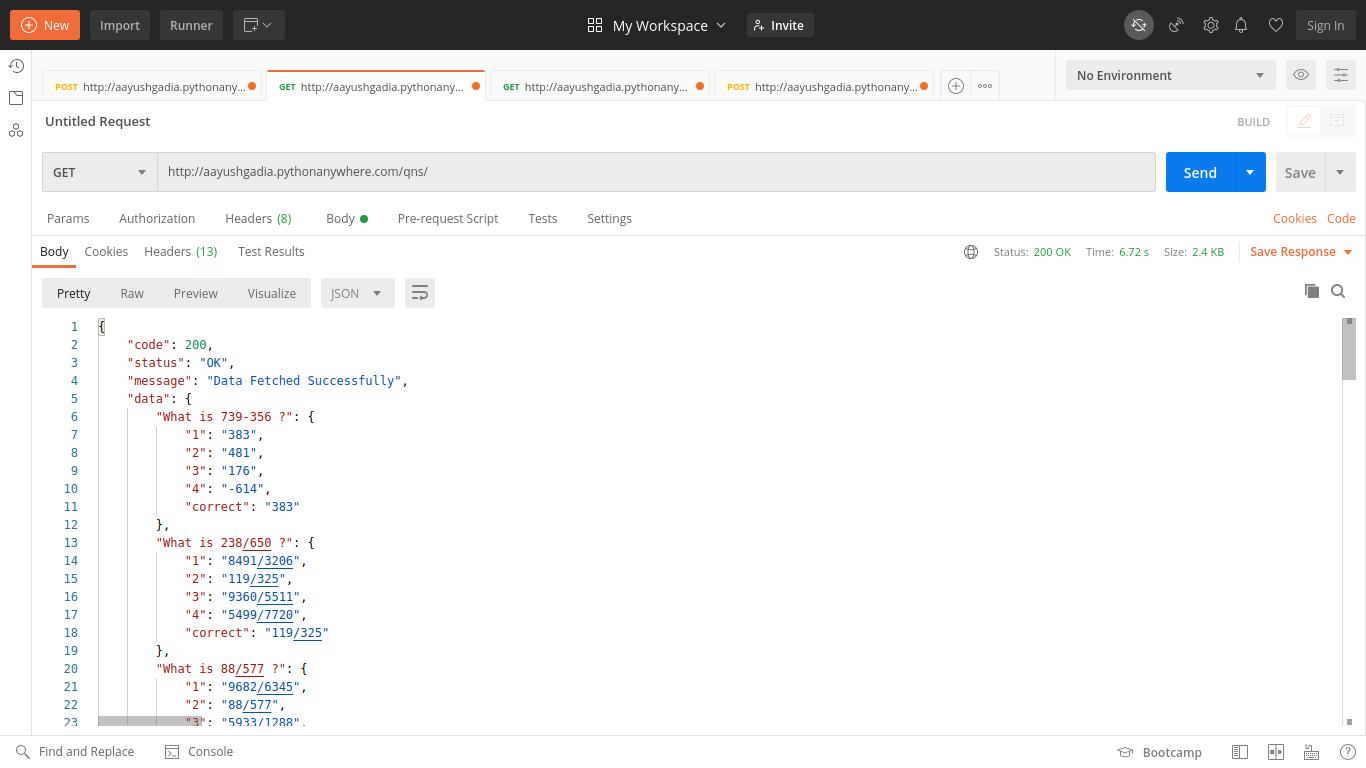 New Import Runner My Workspace Invite Sign In
POST http://aayushgadia.pythonany... GET http://aayushgadia.pythonany... GET http://aayushgadia.pythonany... POST http://aayushgadia.pythonany... No Environment
Untitled Request BUILD
GET http://aayushgadia.pythonanywhere.com/qns/ Send Save
Params Authorization Headers (8) Body Pre-request Script Tests Settings Cookies Code
Body Cookies Headers (13) Test Results Status: 200 OK Time: 6.72 s Size: 2.4 KB Save Response
Pretty Raw Preview Visualize JSON
1 {
2 "code": 200,
3 "status": "OK",
4 "message": "Data Fetched Successfully",
5 "data": {
6 "What is 739-356 ?": {
7 "1": "383",
8 "2": "481",
9 "3": "176",
10 "4": "-614",
11 "correct": "383"
12 },
13 "What is 238/650 ?": {
14 "1": "8491/3206",
15 "2": "119/325",
16 "3": "9360/5511",
17 "4": "5499/7720",
18 "correct": "119/325"
19 },
20 "What is 88/577 ?": {
21 "1": "9682/6345",
22 "2": "88/577",
23 "3": "5933/1288",
Find and Replace Console Bootcamp